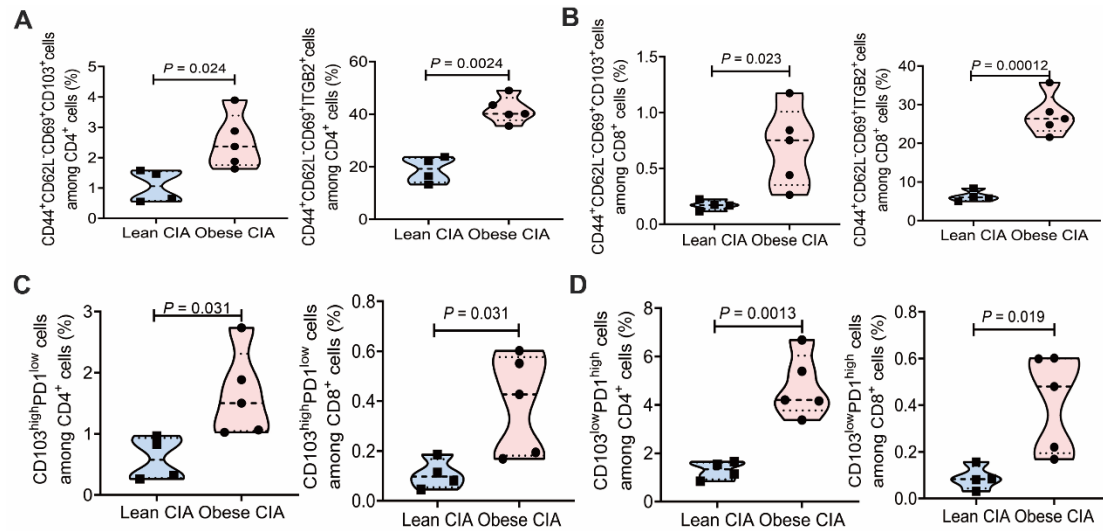 A
CD44⁺CD62L⁻CD69⁺CD103⁺cells
among CD4⁺ cells (%)
5
4
3
2
1
0
P = 0.024
Lean CIA Obese CIA
CD44⁺CD62L⁻CD69⁺ITGB2⁺cells
among CD4⁺ cells (%)
60
40
20
0
P = 0.0024
Lean CIA Obese CIA
B
CD44⁺CD62L⁻CD69⁺CD103⁺cells
among CD8⁺ cells (%)
1.5
1.0
0.5
0.0
P = 0.023
Lean CIA Obese CIA
CD44⁺CD62L⁻CD69⁺ITGB2⁺cells
among CD8⁺ cells (%)
40
30
20
10
0
P = 0.00012
Lean CIA Obese CIA
C
CD103ʰⁱᵍʰPD1ˡᵒʷ cells
among CD4⁺ cells (%)
3
2
1
0
P = 0.031
Lean CIA Obese CIA
CD103ʰⁱᵍʰPD1ˡᵒʷ cells
among CD8⁺ cells (%)
0.8
0.6
0.4
0.2
0.0
P = 0.031
Lean CIA Obese CIA
D
CD103ˡᵒʷPD1ʰⁱᵍʰ cells
among CD4⁺ cells (%)
8
6
4
2
0
P = 0.0013
Lean CIA Obese CIA
CD103ˡᵒʷPD1ʰⁱᵍʰ cells
among CD8⁺ cells (%)
0.8
0.6
0.4
0.2
0.0
P = 0.019
Lean CIA Obese CIA